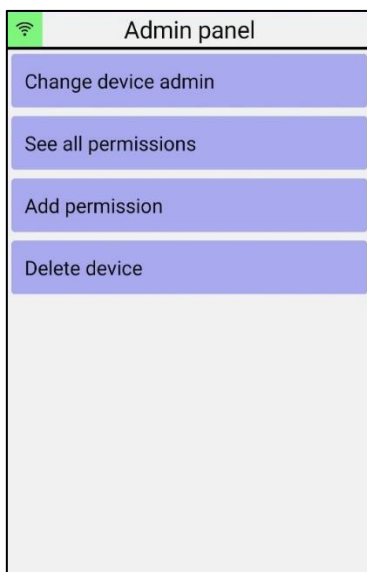 Admin panel
Change device admin
See all permissions
Add permission
Delete device